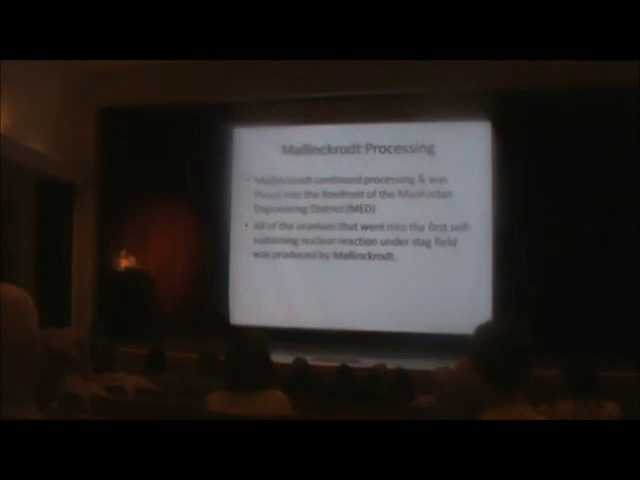 Mallinckrodt Processing
• Mallinckrodt continued processing & was
thrust into the forefront of the Manhattan
Engineering District (MED)
• All of the uranium that went into the first self-
sustaining nuclear reaction under stag field
was produced by Mallinckrodt.